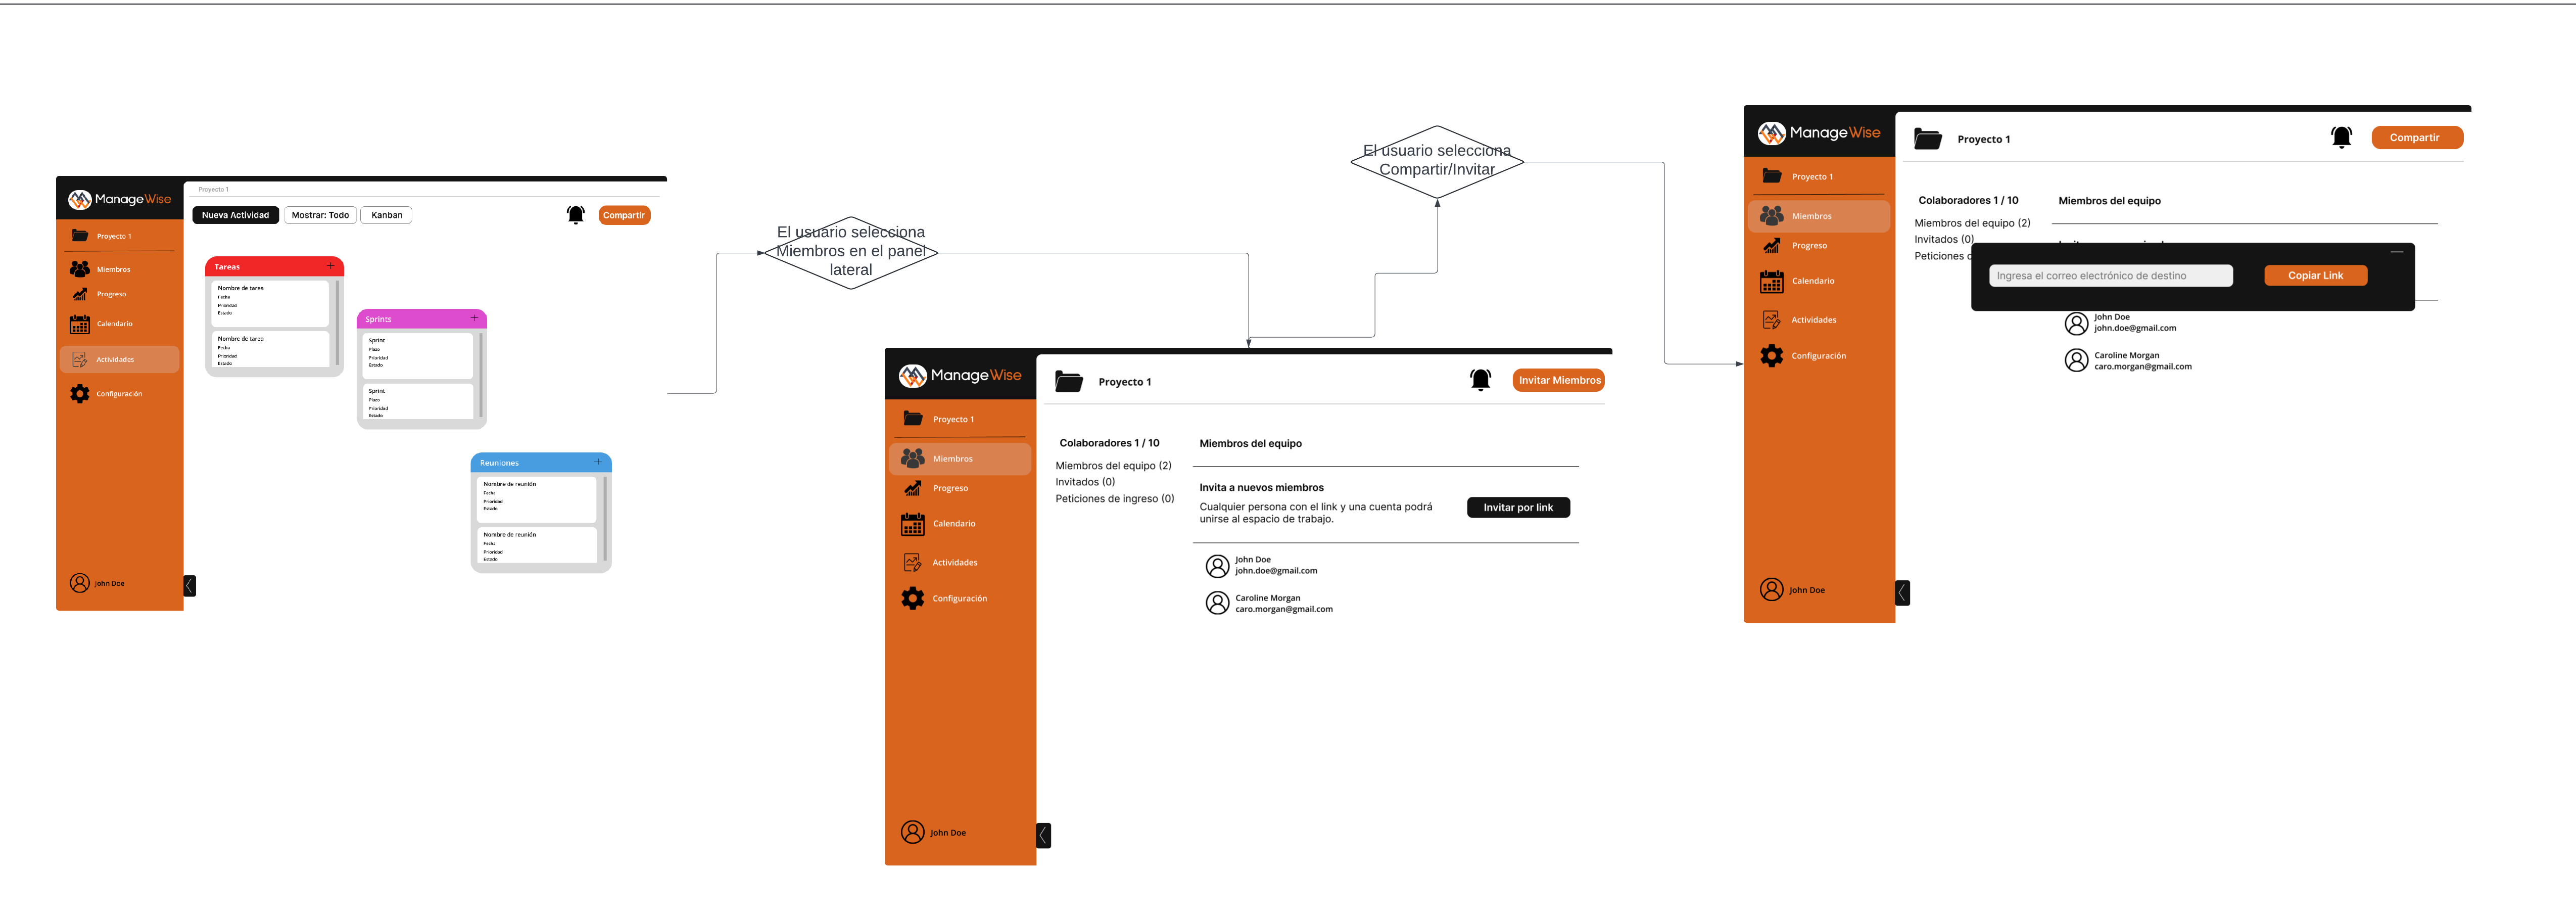 ManageWise
Proyecto 1
Miembros
Progreso
Calendario
Actividades
Configuración
John Doe
Proyecto 1
Nueva Actividad
Mostrar: Todo
Kanban
Compartir
Tareas
Nombre de tarea
Fecha
Prioridad
Estado
Nombre de tarea
Fecha
Prioridad
Estado
Sprints
Sprint
Plazo
Prioridad
Estado
Sprint
Plazo
Prioridad
Estado
Reuniones
Nombre de reunión
Fecha
Prioridad
Estado
Nombre de reunión
Fecha
Prioridad
Estado
El usuario selecciona
Miembros en el panel
lateral
ManageWise
Proyecto 1
Miembros
Progreso
Calendario
Actividades
Configuración
John Doe
Proyecto 1
Invitar Miembros
Colaboradores 1 / 10
Miembros del equipo (2)
Invitados (0)
Peticiones de ingreso (0)
Miembros del equipo
Invita a nuevos miembros
Cualquier persona con el link y una cuenta podrá
unirse al espacio de trabajo.
Invitar por link
John Doe
john.doe@gmail.com
Caroline Morgan
caro.morgan@gmail.com
El usuario selecciona
Compartir/Invitar
ManageWise
Proyecto 1
Miembros
Progreso
Calendario
Actividades
Configuración
John Doe
Proyecto 1
Compartir
Colaboradores 1 / 10
Miembros del equipo (2)
Invitados (0)
Peticiones
Miembros del equipo
Ingresa el correo electrónico de destino
Copiar Link
John Doe
john.doe@gmail.com
Caroline Morgan
caro.morgan@gmail.com